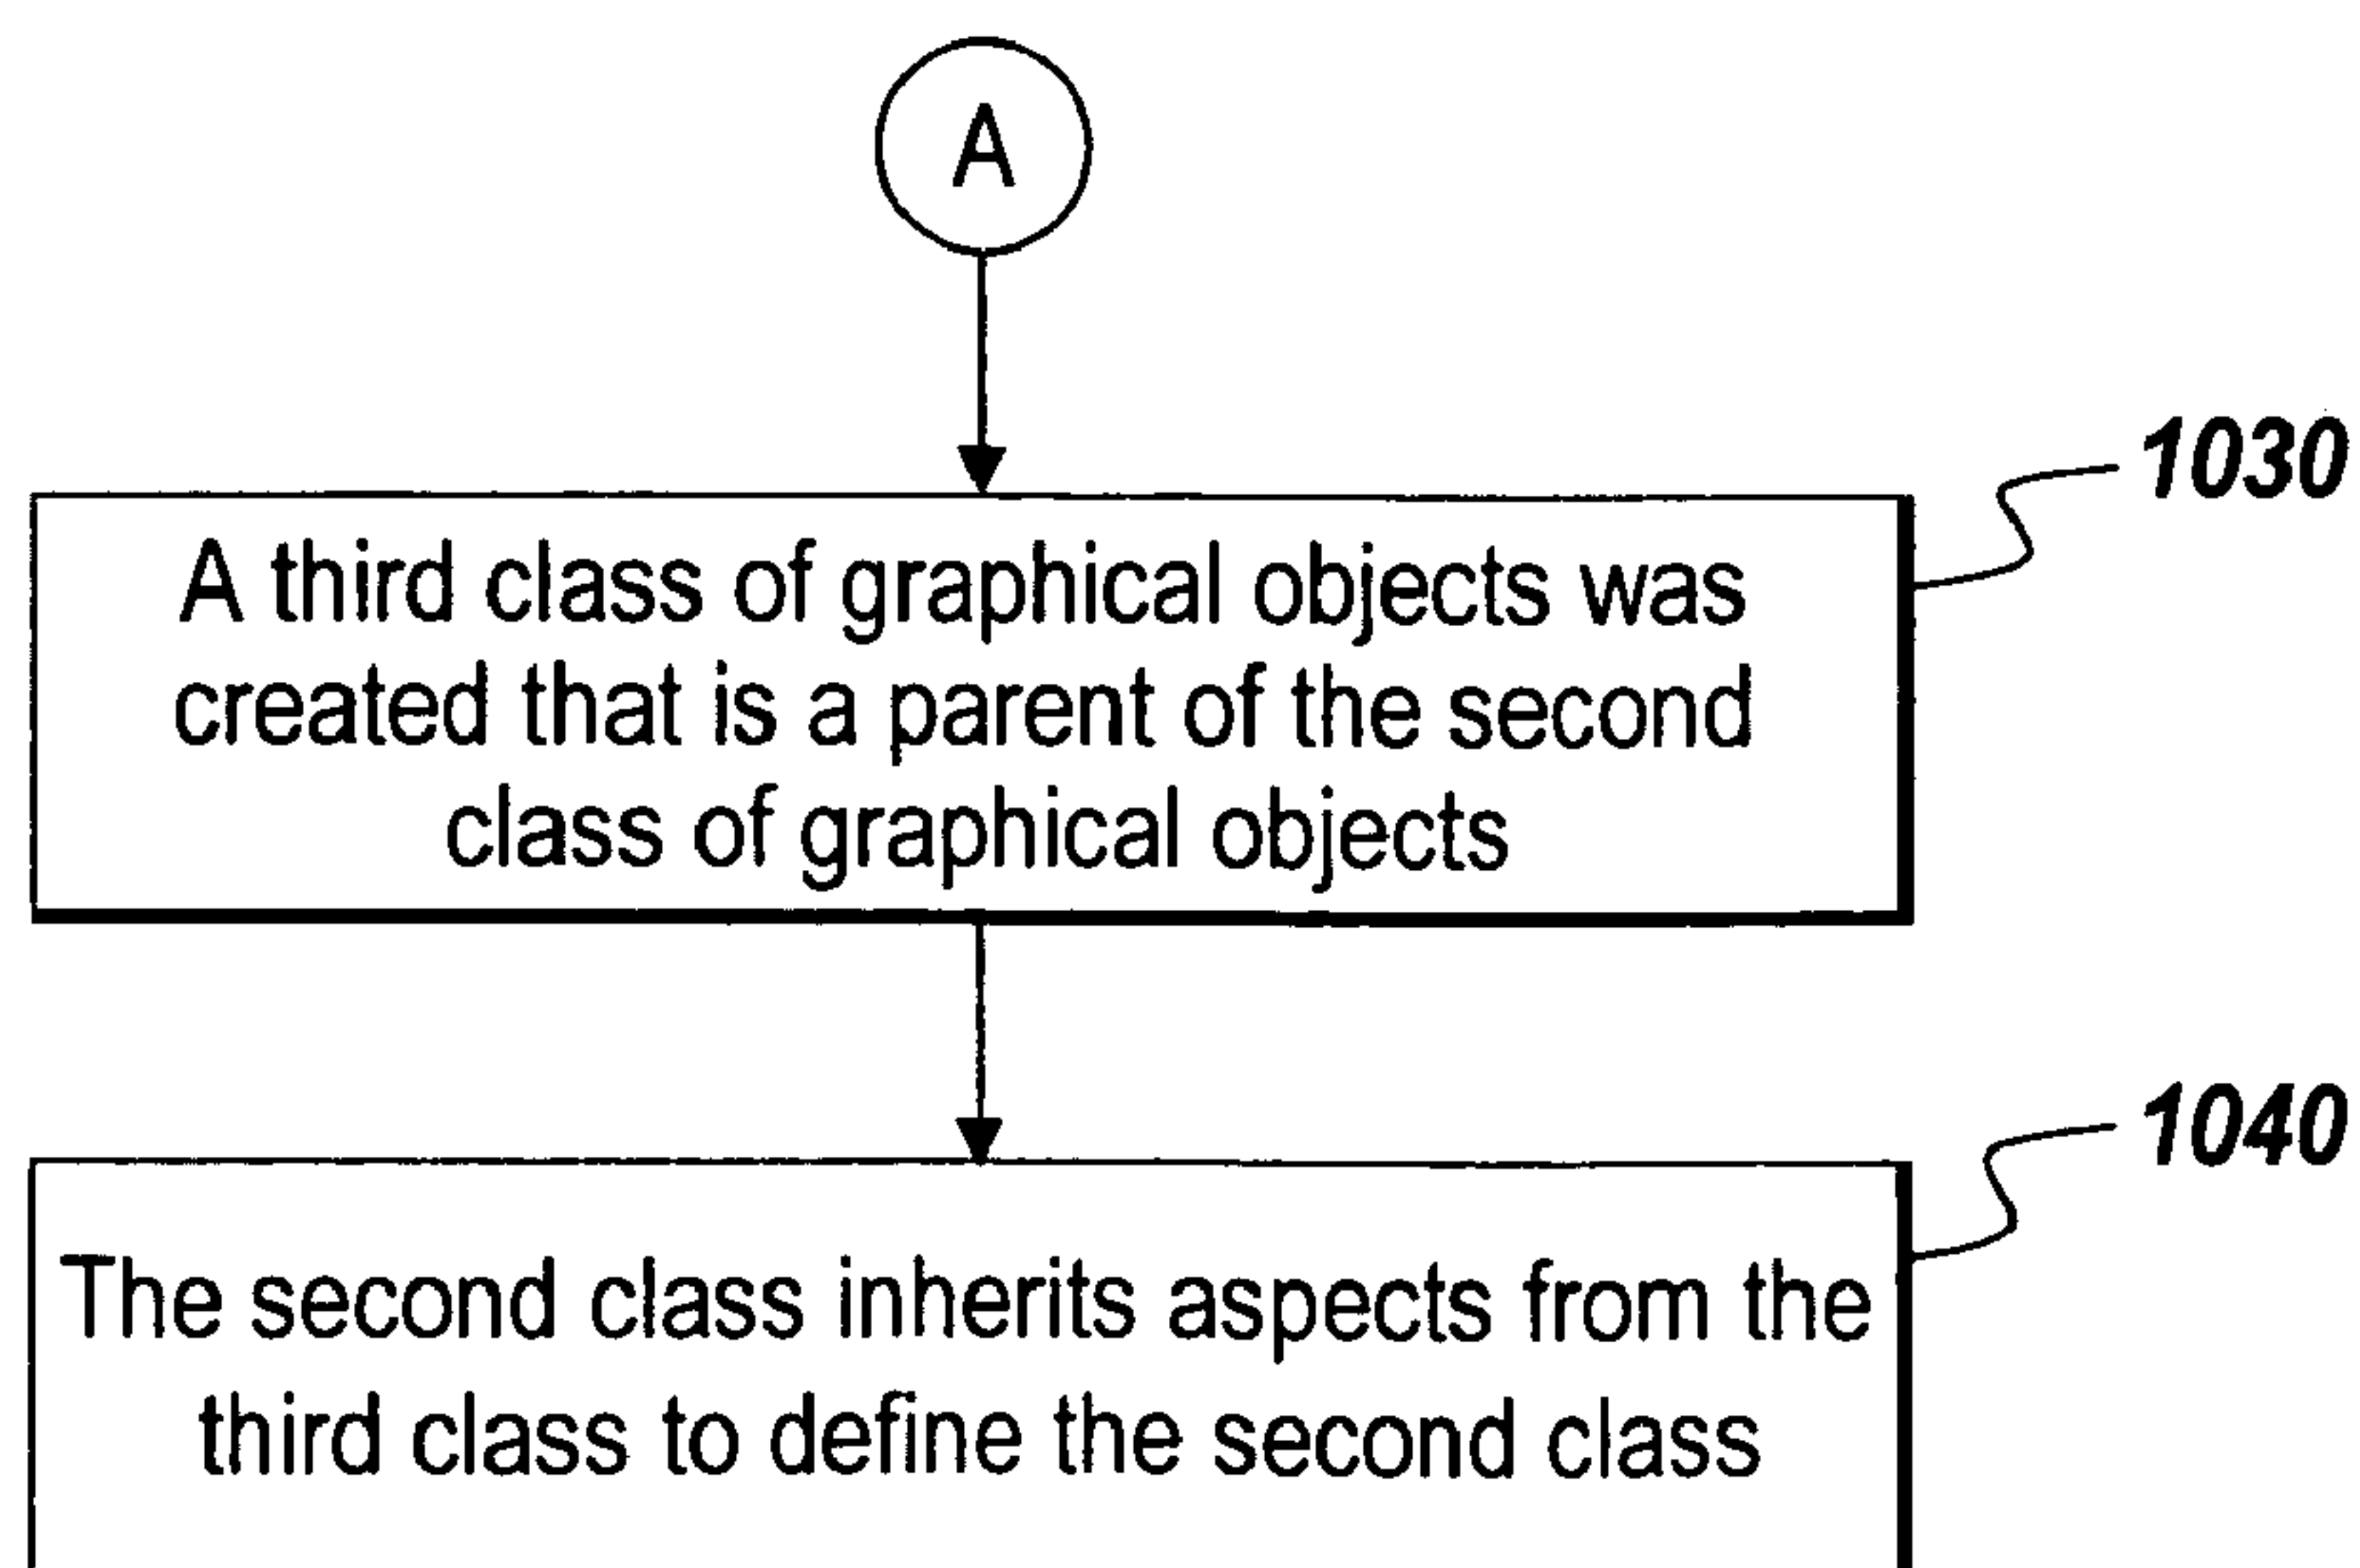 A
1030
A third class of graphical objects was
created that is a parent of the second
class of graphical objects
1040
The second class inherits aspects from the
third class to define the second class